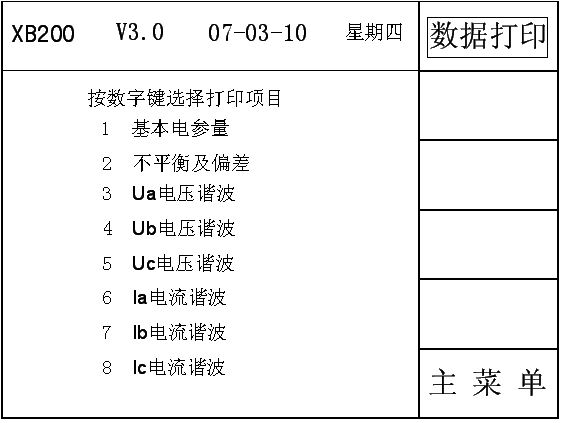 XB200 V3.0 07-03-10 星期四 数据打印
按数字键选择打印项目
1 基本电参量
2 不平衡及偏差
3 Ua电压谐波
4 Ub电压谐波
5 Uc电压谐波
6 Ia电流谐波
7 Ib电流谐波
8 Ic电流谐波
主菜单